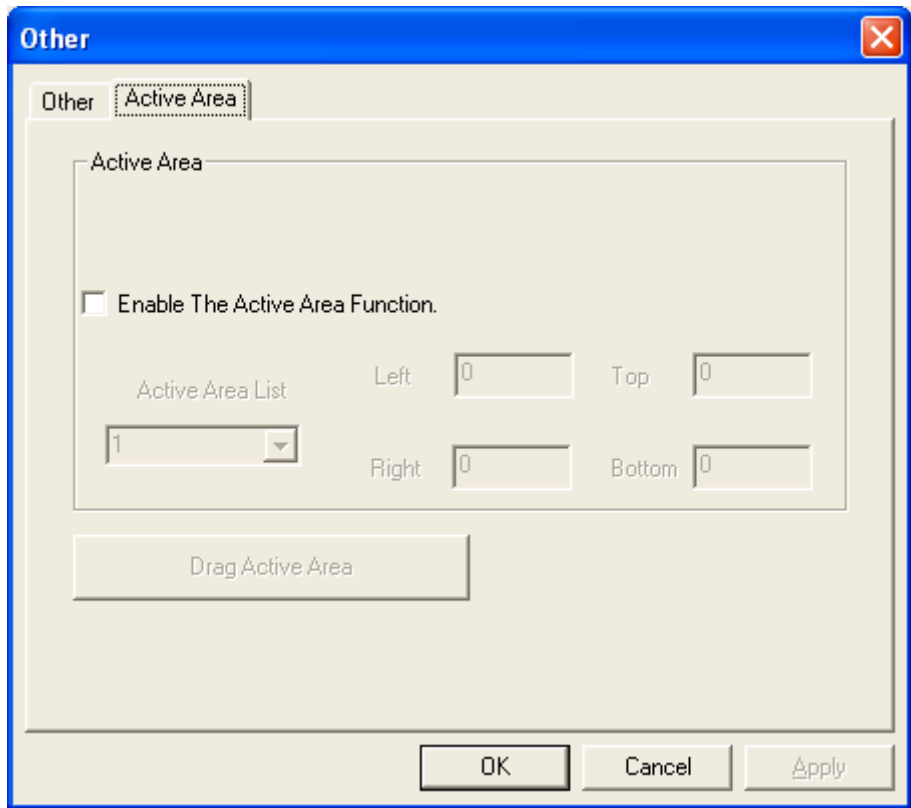 Other
Other Active Area
Active Area
Enable The Active Area Function.
Active Area List
1
Left 0 Top 0
Right 0 Bottom 0
Drag Active Area
OK Cancel Apply